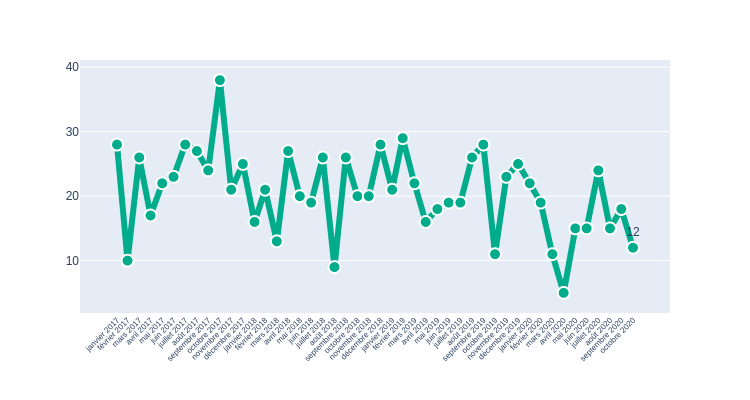 40
30
20
10
12
janvier 2017
février 2017
mars 2017
avril 2017
mai 2017
juin 2017
juillet 2017
août 2017
septembre 2017
octobre 2017
novembre 2017
décembre 2017
janvier 2018
février 2018
mars 2018
avril 2018
mai 2018
juin 2018
juillet 2018
août 2018
septembre 2018
octobre 2018
novembre 2018
décembre 2018
janvier 2019
février 2019
mars 2019
avril 2019
mai 2019
juin 2019
juillet 2019
août 2019
septembre 2019
octobre 2019
novembre 2019
décembre 2019
janvier 2020
février 2020
mars 2020
avril 2020
mai 2020
juin 2020
juillet 2020
août 2020
septembre 2020
octobre 2020